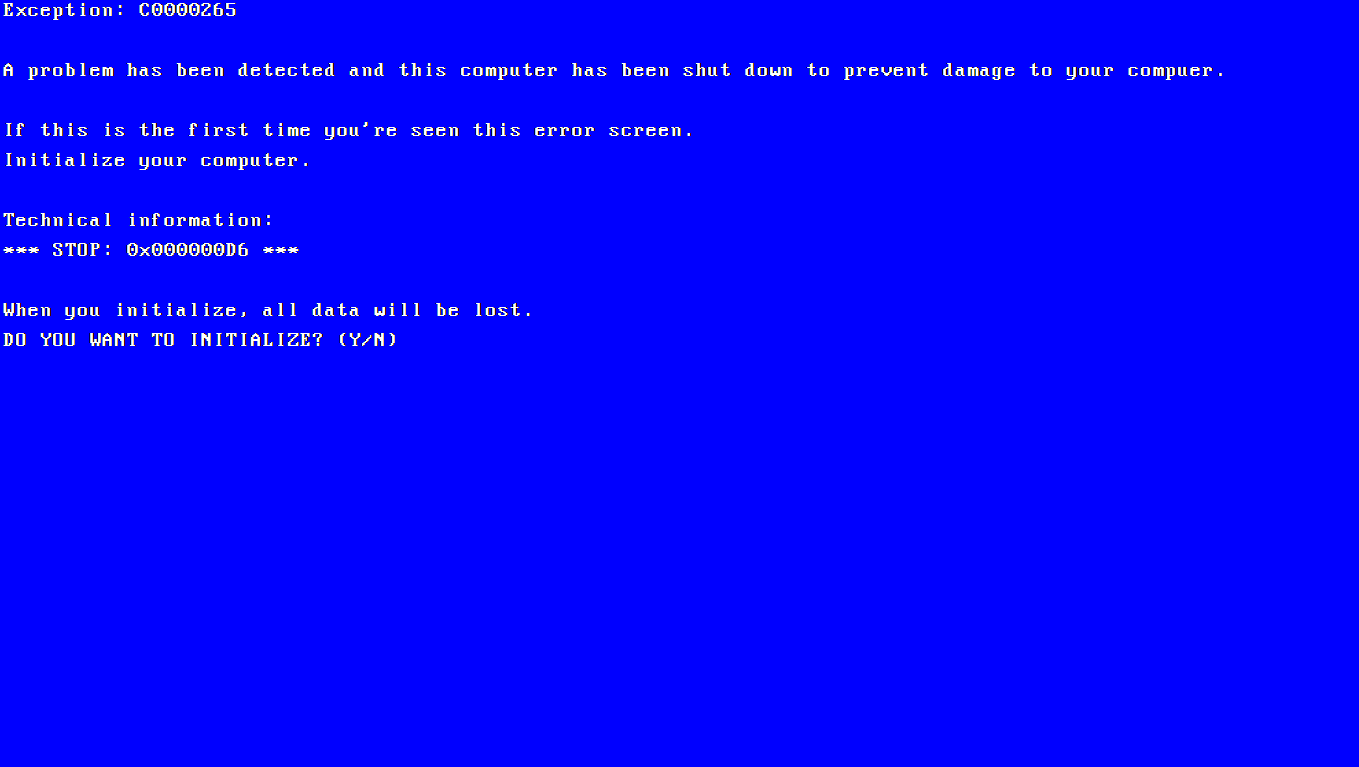 Exception: C0000265
A problem has been detected and this computer has been shut down to prevent damage to your compuer.
If this is the first time you're seen this error screen.
Initialize your computer.
Technical information:
*** STOP: 0x000000D6 ***
When you initialize, all data will be lost.
DO YOU WANT TO INITIALIZE? (Y/N)